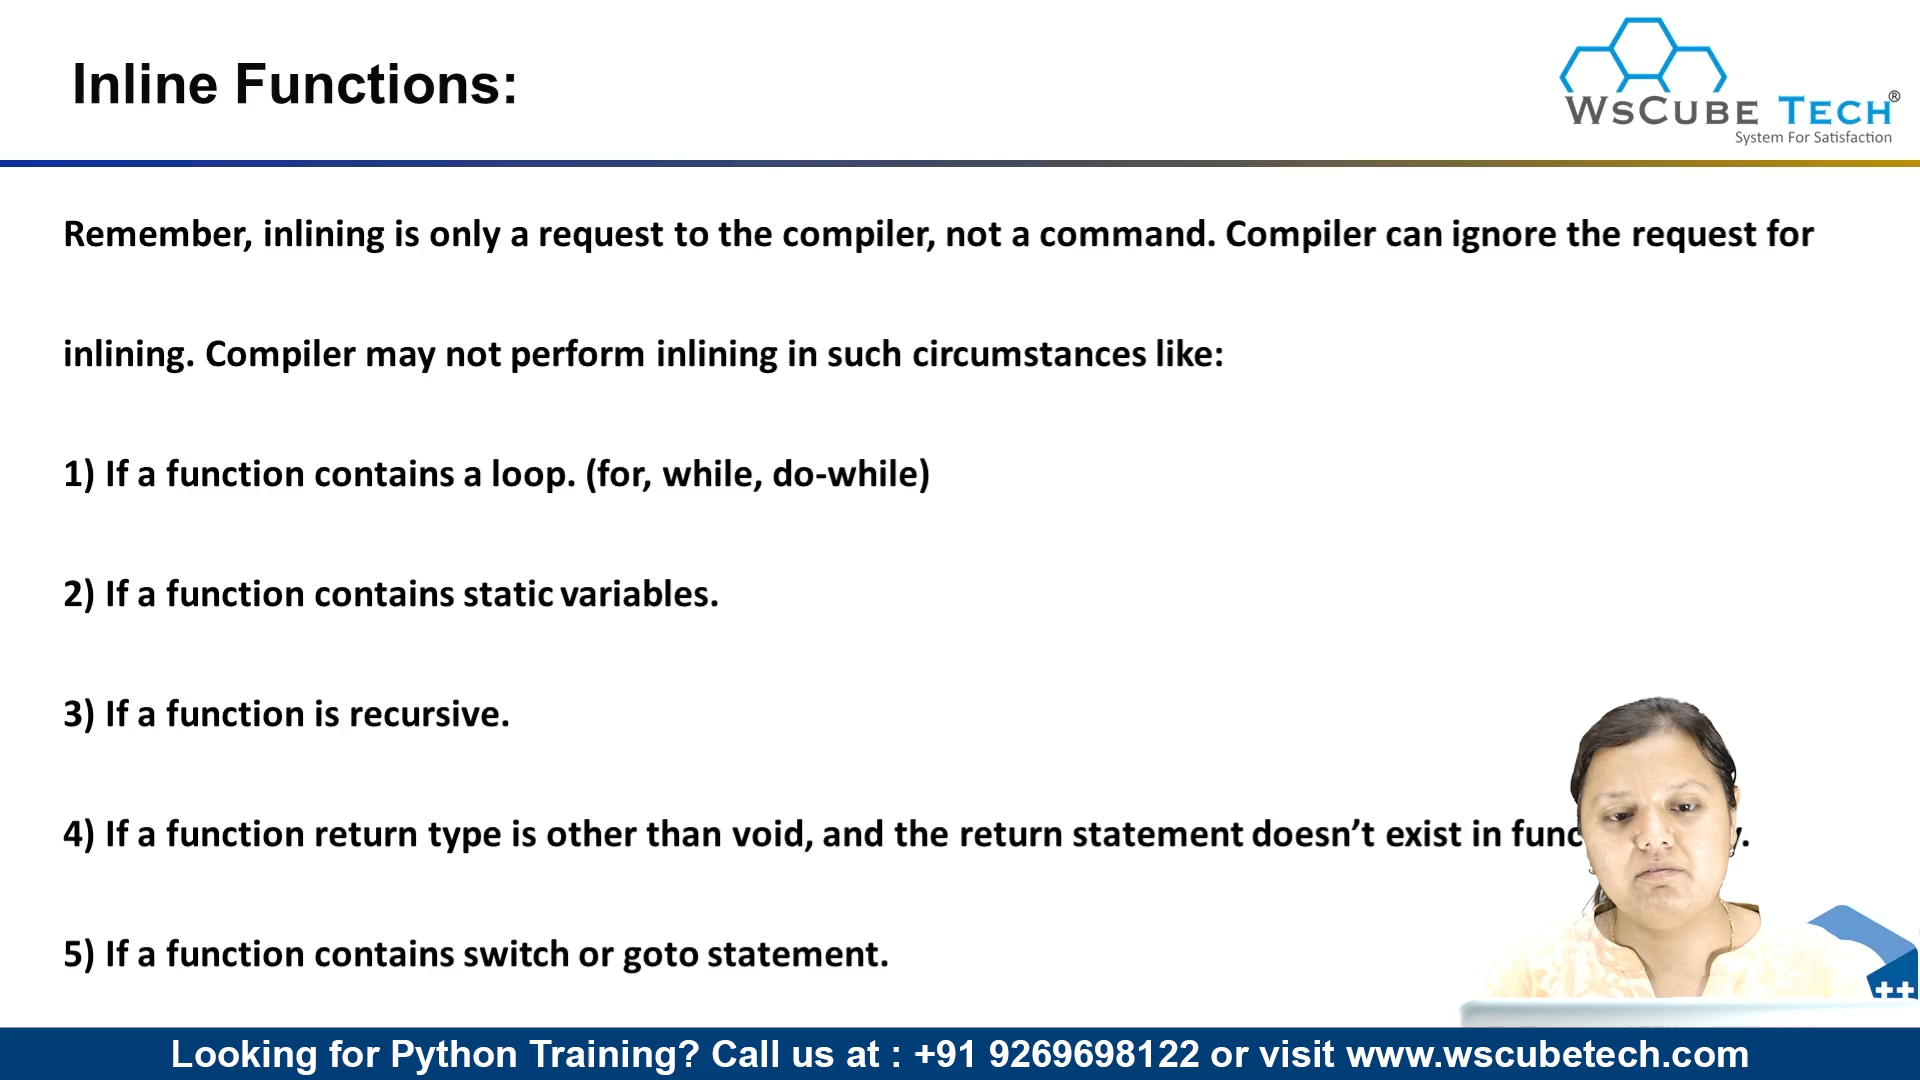 Inline Functions:
WSCUBE TECH®
System For Satisfaction
Remember, inlining is only a request to the compiler, not a command. Compiler can ignore the request for
inlining. Compiler may not perform inlining in such circumstances like:
1) If a function contains a loop. (for, while, do-while)
2) If a function contains static variables.
3) If a function is recursive.
4) If a function return type is other than void, and the return statement doesn’t exist in
5) If a function contains switch or goto statement.
++
Looking for Python Training? Call us at : +91 9269698122 or visit www.wscubetech.com